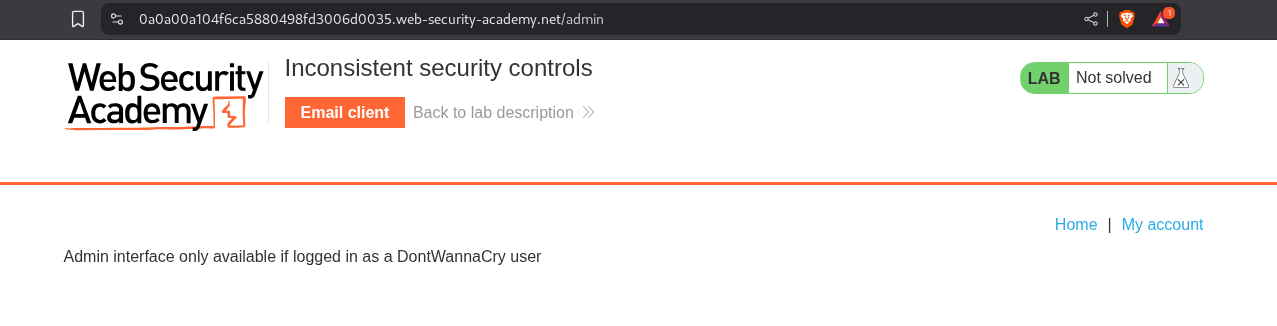 0a0a00a104f6ca5880498fd3006d0035.web-security-academy.net/admin
1
Web Security
Academy
Inconsistent security controls
Email client Back to lab description
LAB Not solved
Home | My account
Admin interface only available if logged in as a DontWannaCry user